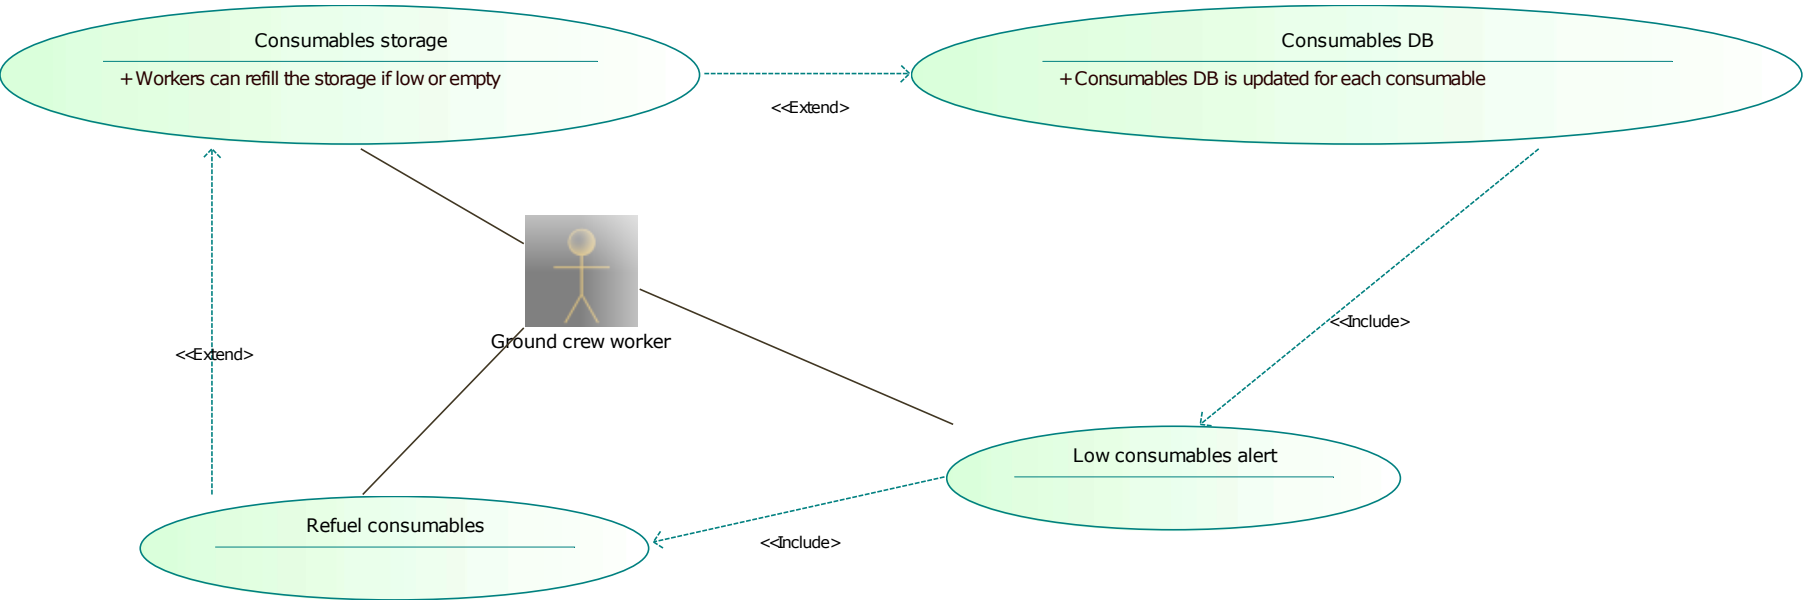 Consumables storage
+ Workers can refill the storage if low or empty
Consumables DB
+ Consumables DB is updated for each consumable
<<Extend>
<<Include>
<<Extend>
Ground crew worker
Low consumables alert
Refuel consumables
<<Include>